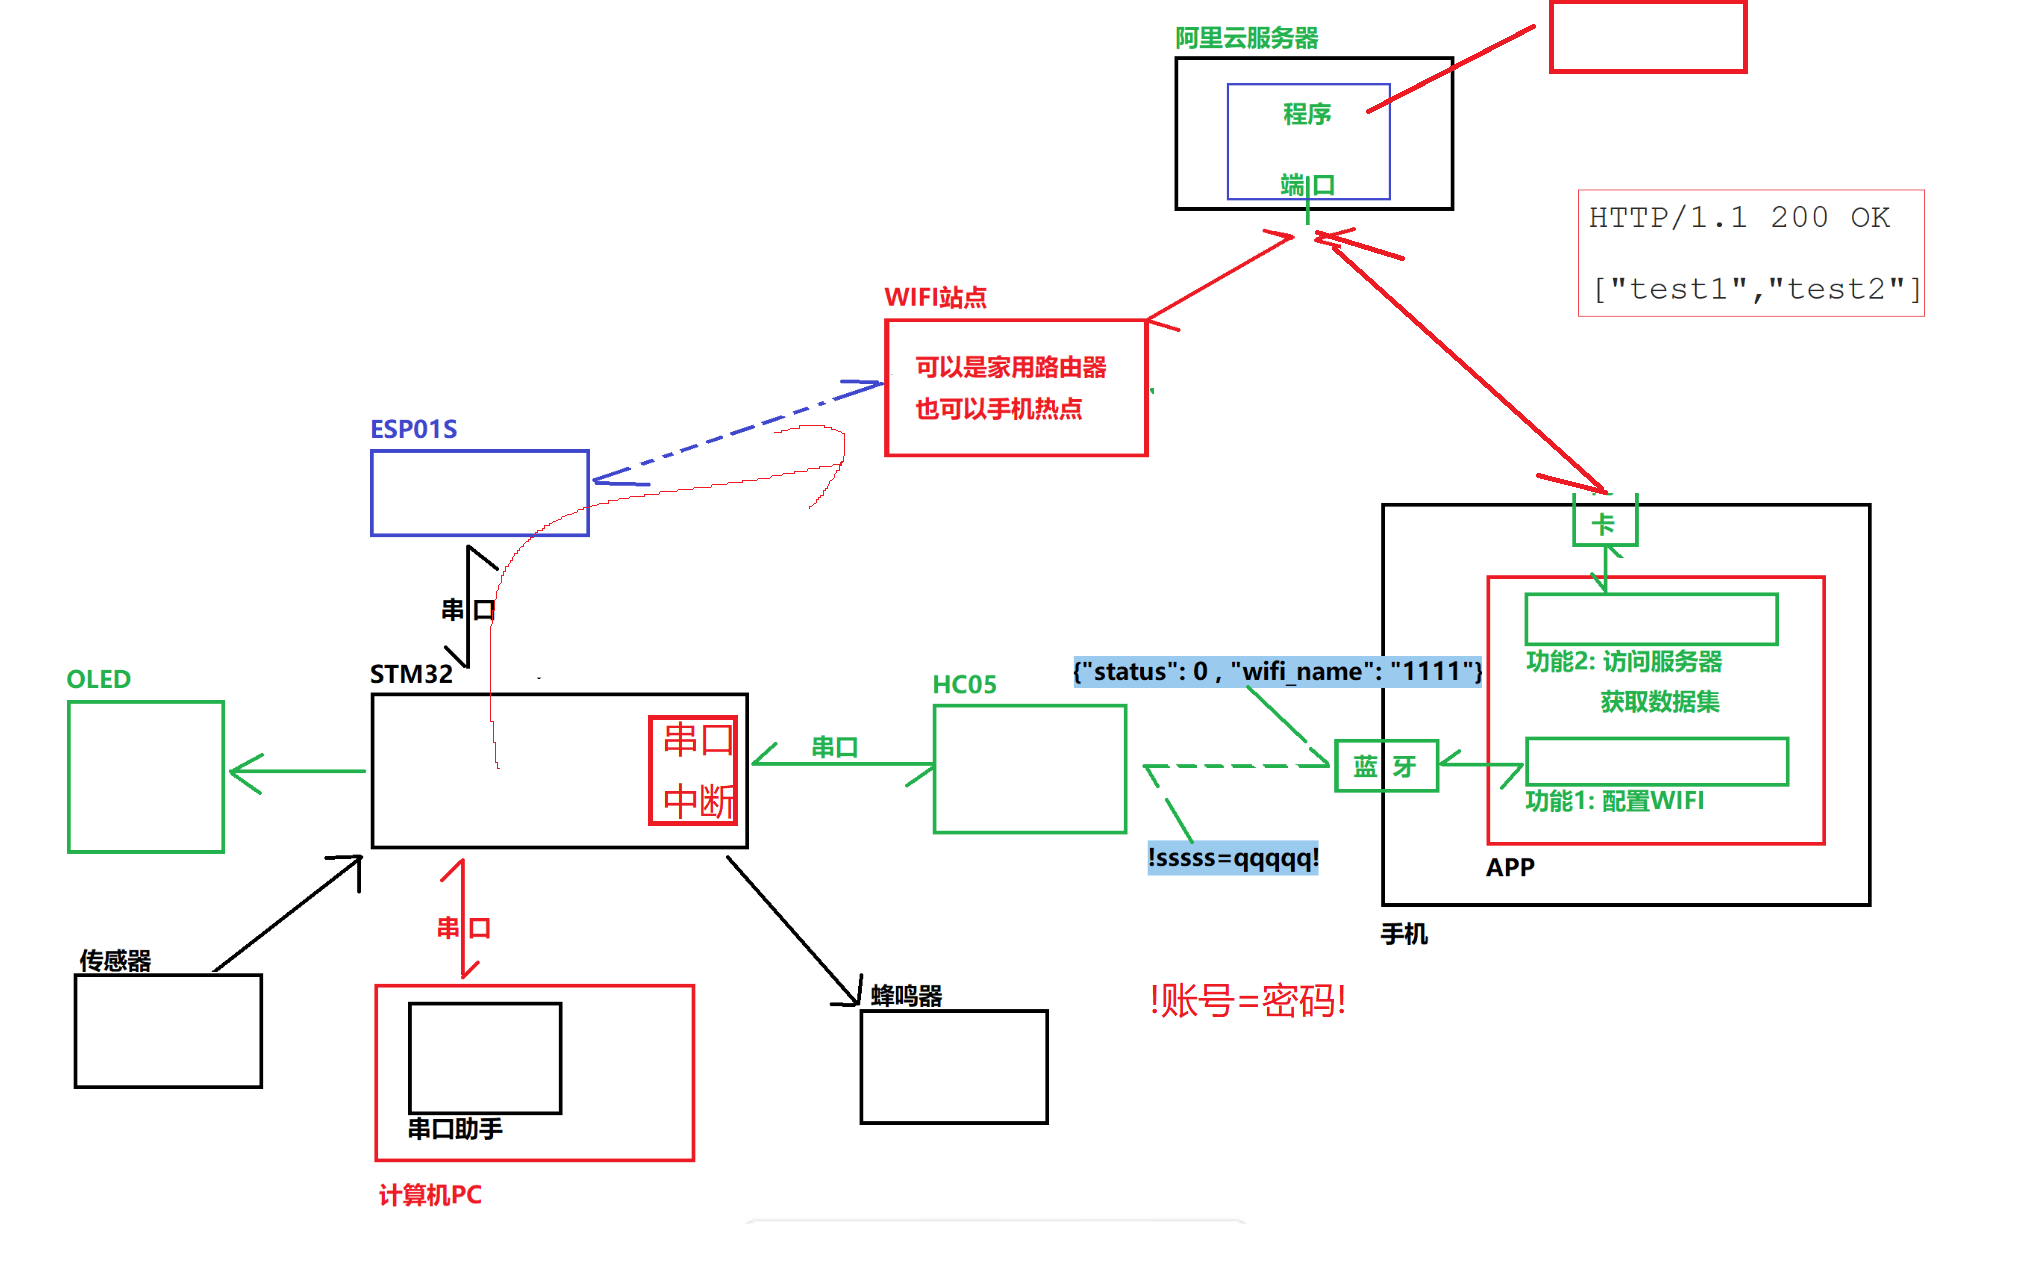 阿里云服务器
程序
端口
HTTP/1.1 200 OK
["test1","test2"]
WIFI站点
可以是家用路由器
也可以手机热点
ESP01S
串口
卡
STM32
OLED
串口
中断
串口
HC05
{"status": 0 , "wifi_name": "1111"}
功能2: 访问服务器
获取数据集
蓝牙
功能1: 配置WIFI
!sssss=qqqqq!
APP
手机
串口
传感器
蜂鸣器
!账号=密码!
串口助手
计算机PC